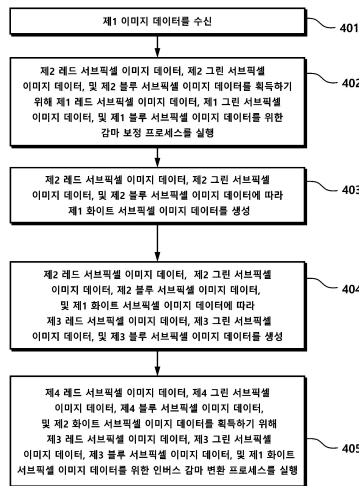 제1 이미지 데이터를 수신
401
제2 레드 서브픽셀 이미지 데이터, 제2 그린 서브픽셀
이미지 데이터, 및 제2 블루 서브픽셀 이미지 데이터를 획득하기
위해 제1 레드 서브픽셀 이미지 데이터, 제1 그린 서브픽셀
이미지 데이터, 및 제1 블루 서브픽셀 이미지 데이터를 위한
감마 보정 프로세스를 실행
402
제2 레드 서브픽셀 이미지 데이터, 제2 그린 서브픽셀
이미지 데이터, 및 제2 블루 서브픽셀 이미지 데이터에 따라
제1 화이트 서브픽셀 이미지 데이터를 생성
403
제2 레드 서브픽셀 이미지 데이터, 제2 그린 서브픽셀
이미지 데이터, 제2 블루 서브픽셀 이미지 데이터,
및 제1 화이트 서브픽셀 이미지 데이터에 따라
제3 레드 서브픽셀 이미지 데이터, 제3 그린 서브픽셀
이미지 데이터, 및 제3 블루 서브픽셀 이미지 데이터를 생성
404
제4 레드 서브픽셀 이미지 데이터, 제4 그린 서브픽셀
이미지 데이터, 제4 블루 서브픽셀 이미지 데이터,
및 제2 화이트 서브픽셀 이미지 데이터를 획득하기 위해
제3 레드 서브픽셀 이미지 데이터, 제3 그린 서브픽셀
이미지 데이터, 제3 블루 서브픽셀 이미지 데이터, 및 제1 화이트
서브픽셀 이미지 데이터를 위한 인버스 감마 변환 프로세스를 실행
405